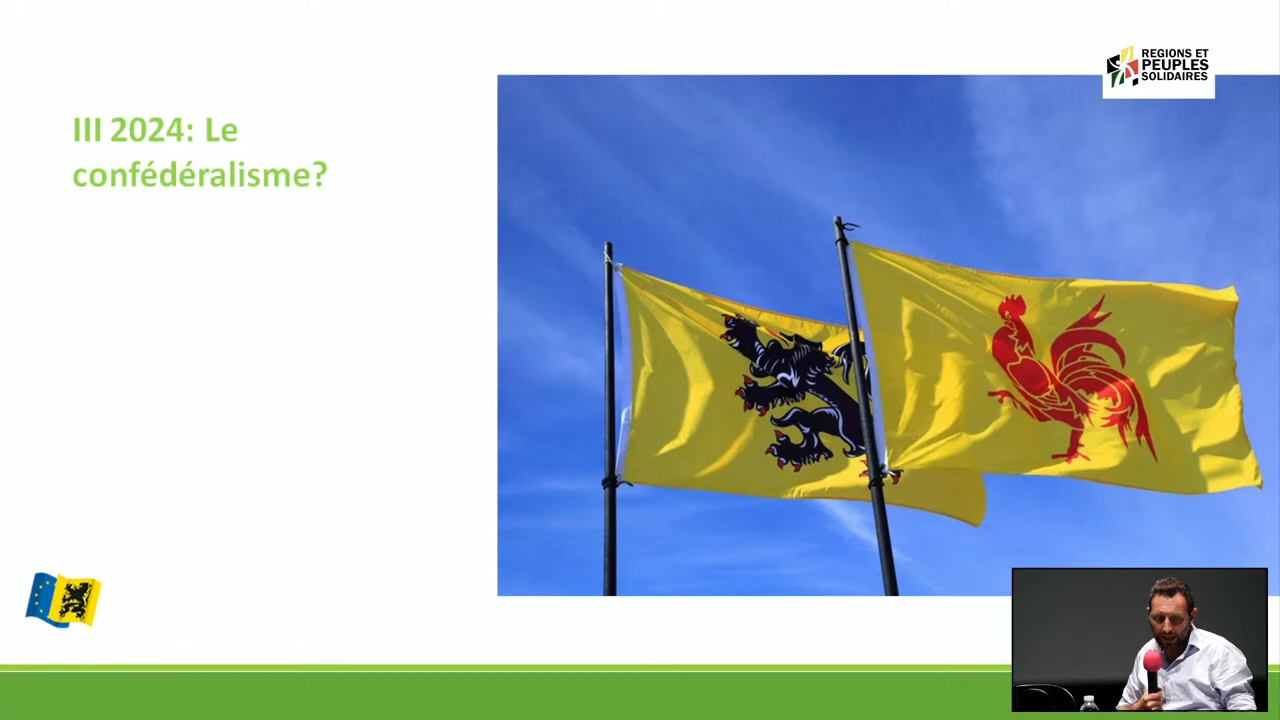 REGIONS ET
PEUPLES
SOLIDAIRES
III 2024: Le
confédéralisme?